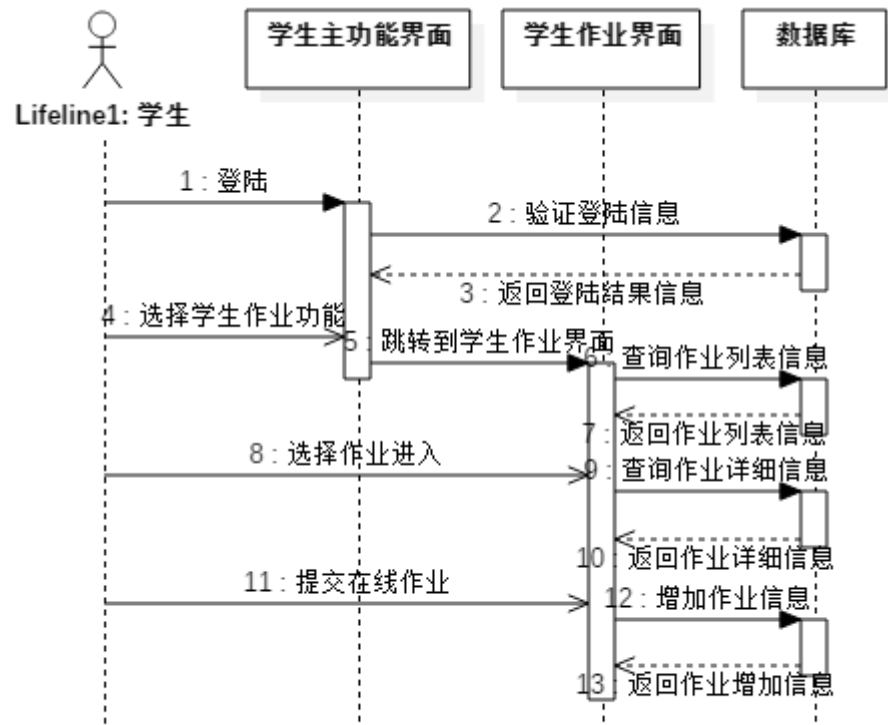 学生主功能界面
学生作业界面
数据库
Lifeline1: 学生
1 : 登陆
2 : 验证登陆信息
3 : 返回登陆结果信息
4 : 选择学生作业功能
5 : 跳转到学生作业界面
6 : 查询作业列表信息
7 : 返回作业列表信息
8 : 选择作业进入
9 : 查询作业详细信息
10 : 返回作业详细信息
11 : 提交在线作业
12 : 增加作业信息
13 : 返回作业增加信息